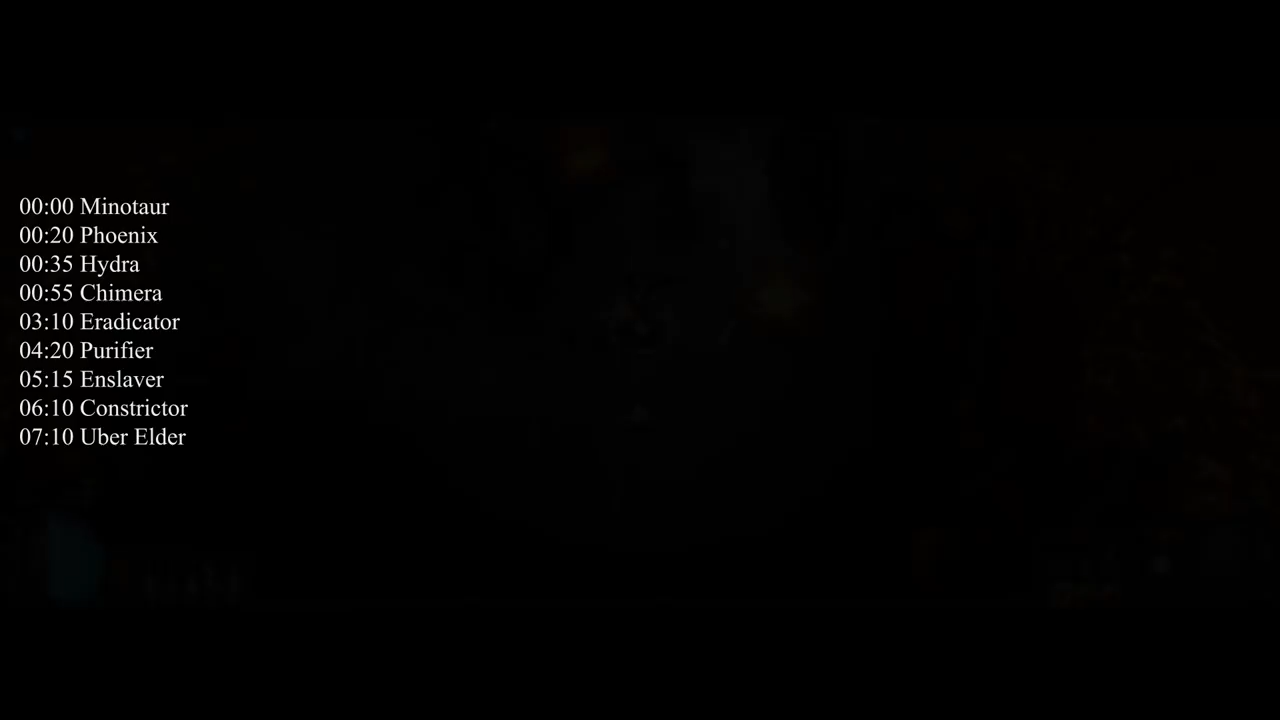 00:00 Minotaur
00:20 Phoenix
00:35 Hydra
00:55 Chimera
03:10 Eradicator
04:20 Purifier
05:15 Enslaver
06:10 Constrictor
07:10 Uber Elder